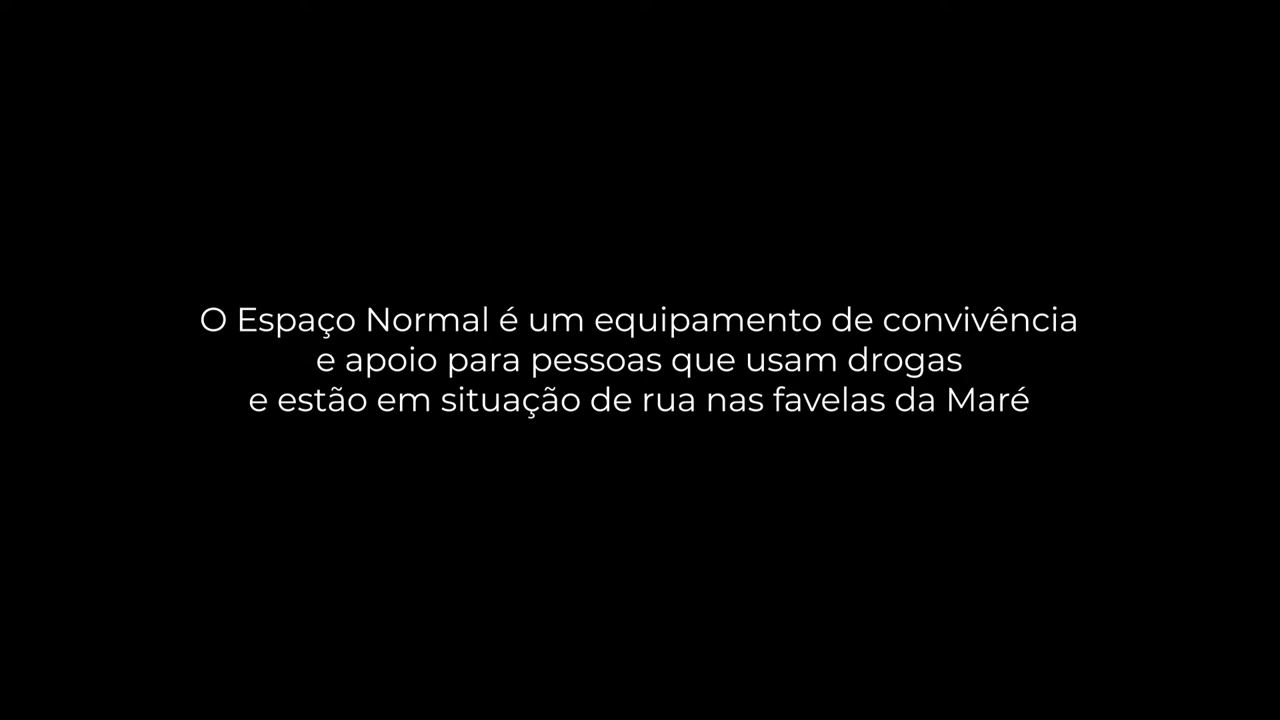 O Espaço Normal é um equipamento de convivência
e apoio para pessoas que usam drogas
e estão em situação de rua nas favelas da Maré